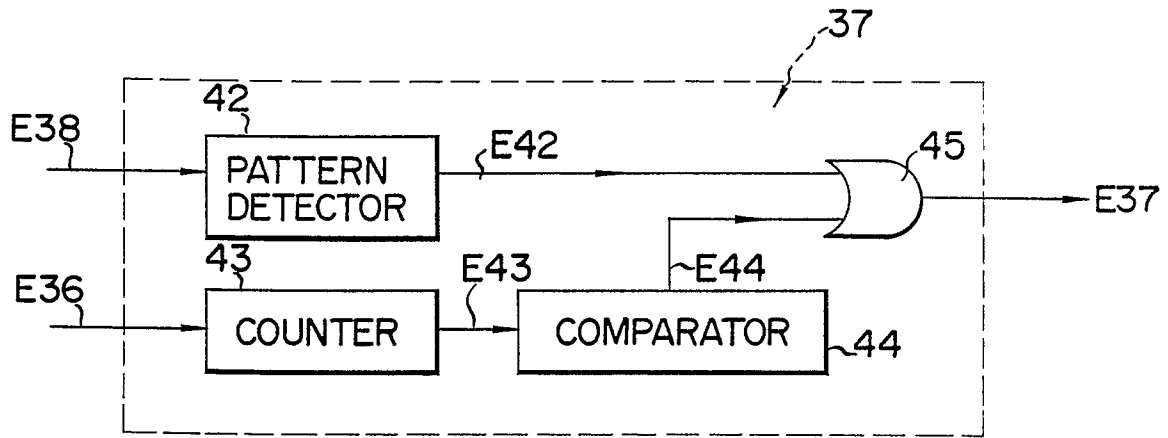 37
42
E38
PATTERN
DETECTOR
E42
45
E37
43
E36
COUNTER
E43
E44
COMPARATOR
44